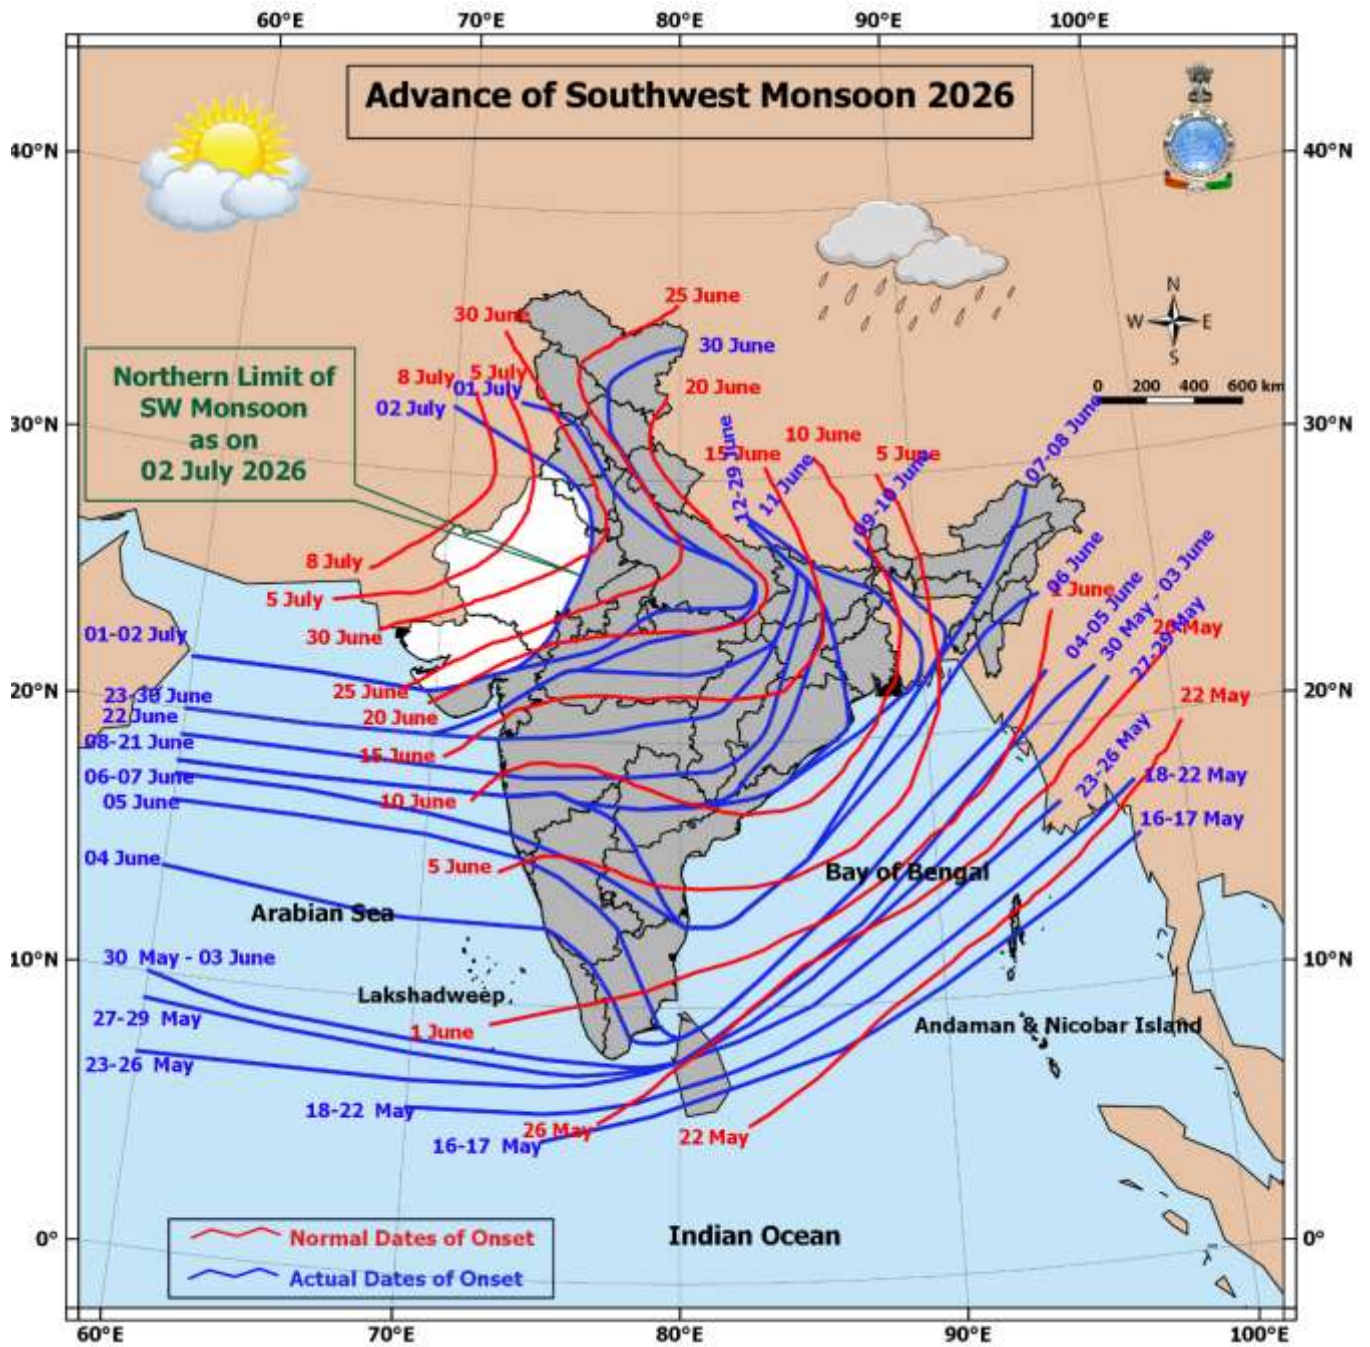 60°E 70°E 80°E 90°E 100°E
Advance of Southwest Monsoon 2026
40°N 40°N
N
W E
S
0 200 400 600 km
25 June
30 June
30 June
5 July
8 July
01 July
02 July
20 June
Northern Limit of
SW Monsoon
as on
02 July 2026
30°N 30°N
12-29 June
15 June
11 June
10 June
5 June
09-10 June
07-08 June
06 June
1 June
04-05 June
30 May - 03 June
27-29 May
26 May
22 May
23-26 May
18-22 May
16-17 May
8 July
5 July
30 June
01-02 July
20°N 20°N
25 June
23-30 June
20 June
22 June
15 June
08-21 June
06-07 June
10 June
05 June
04 June
5 June
Bay of Bengal
Arabian Sea
10°N 10°N
30 May - 03 June
Lakshadweep
27-29 May
1 June
Andaman & Nicobar Island
23-26 May
18-22 May
26 May
16-17 May
22 May
0° 0°
Indian Ocean
Normal Dates of Onset
Actual Dates of Onset
60°E 70°E 80°E 90°E 100°E